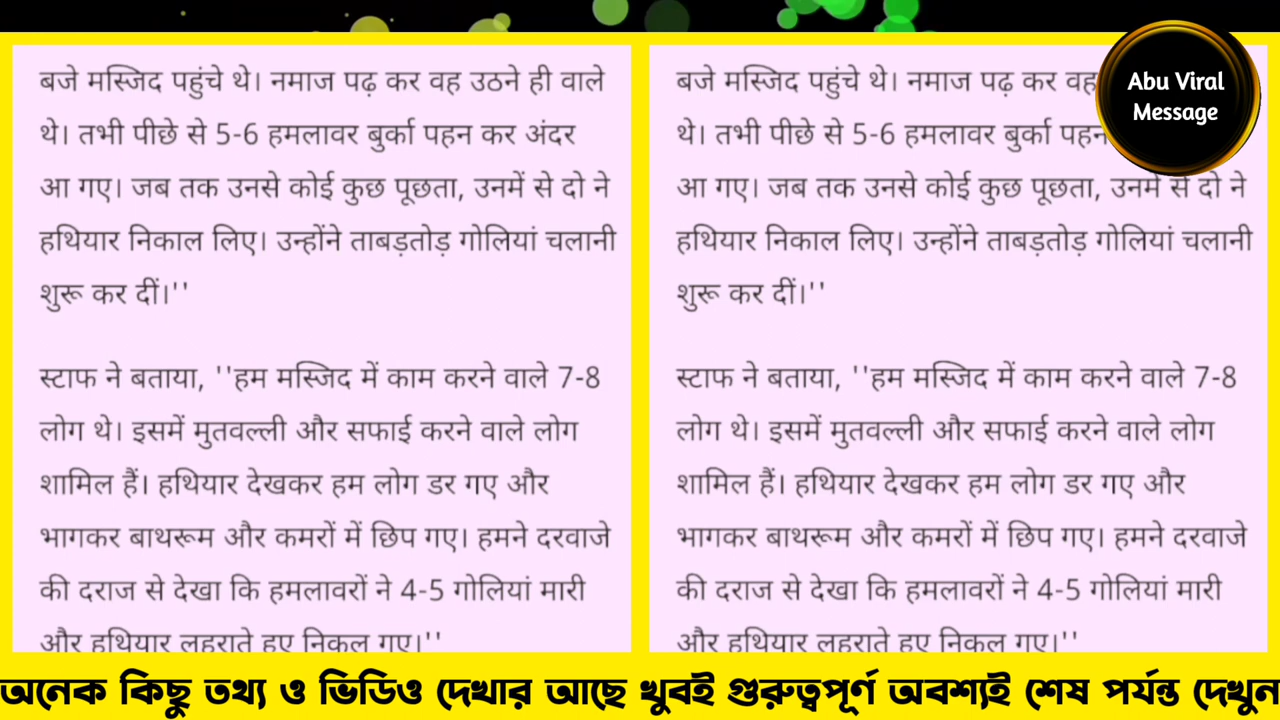 बजे मस्जिद पहुंचे थे। नमाज पढ़ कर वह उठने ही वाले
थे। तभी पीछे से 5-6 हमलावर बुर्का पहन कर अंदर
आ गए। जब तक उनसे कोई कुछ पूछता, उनमें से दो ने
हथियार निकाल लिए। उन्होंने ताबड़तोड़ गोलियां चलानी
शुरू कर दीं।''
स्टाफ ने बताया, ''हम मस्जिद में काम करने वाले 7-8
लोग थे। इसमें मुतवल्ली और सफाई करने वाले लोग
शामिल हैं। हथियार देखकर हम लोग डर गए और
भागकर बाथरूम और कमरों में छिप गए। हमने दरवाजे
की दराज से देखा कि हमलावरों ने 4-5 गोलियां मारी
और हथियार लहराते हुए निकल गए।''
बजे मस्जिद पहुंचे थे। नमाज पढ़ कर वह
थे। तभी पीछे से 5-6 हमलावर बुर्का पहन
आ गए। जब तक उनसे कोई कुछ पूछता, उनमें से दो ने
हथियार निकाल लिए। उन्होंने ताबड़तोड़ गोलियां चलानी
शुरू कर दीं।''
स्टाफ ने बताया, ''हम मस्जिद में काम करने वाले 7-8
लोग थे। इसमें मुतवल्ली और सफाई करने वाले लोग
शामिल हैं। हथियार देखकर हम लोग डर गए और
भागकर बाथरूम और कमरों में छिप गए। हमने दरवाजे
की दराज से देखा कि हमलावरों ने 4-5 गोलियां मारी
और हथियार लहराते हुए निकल गए।''
Abu Viral
Message
অনেক কিছু তথ্য ও ভিডিও দেখার আছে খুবই গুরুত্বপূর্ণ অবশ্যই শেষ পর্যন্ত দেখুন